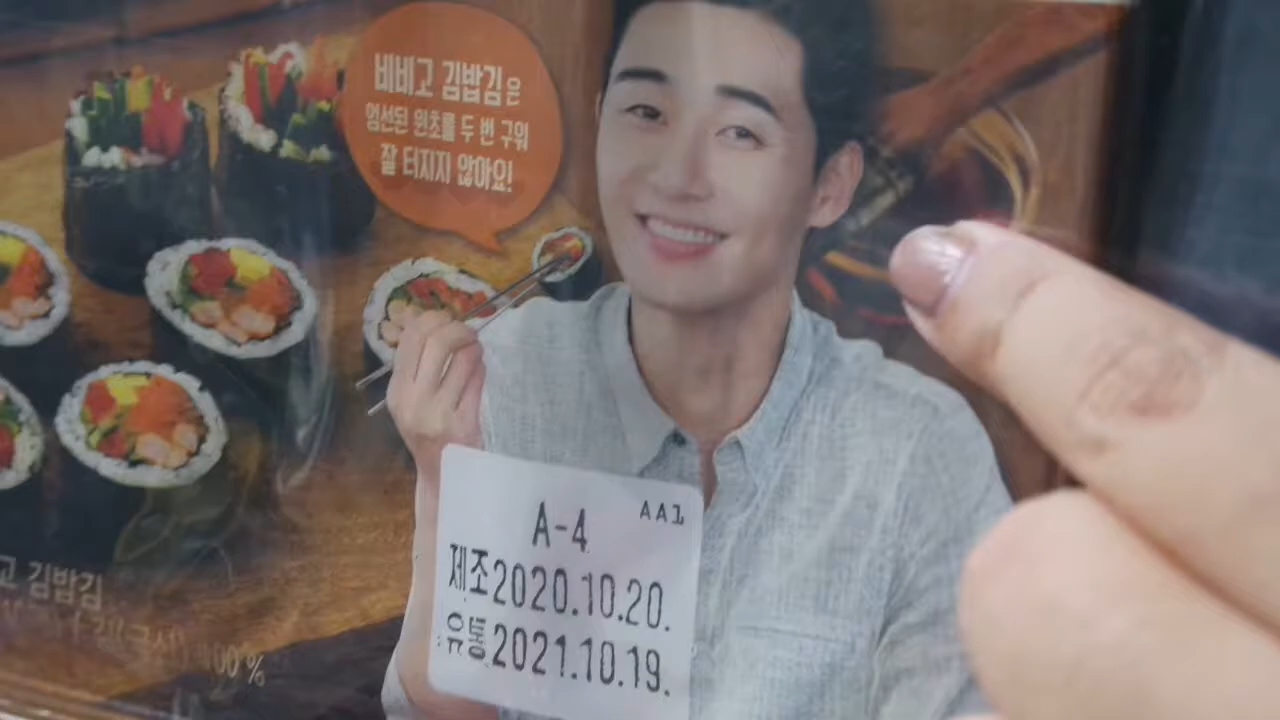 비비고 김밥김은
엄선된 원초를 두 번 구워
잘 터지지 않아요!
A-4
AA1
제조2020.10.20.
유통2021.10.19.
고 김밥김
100%